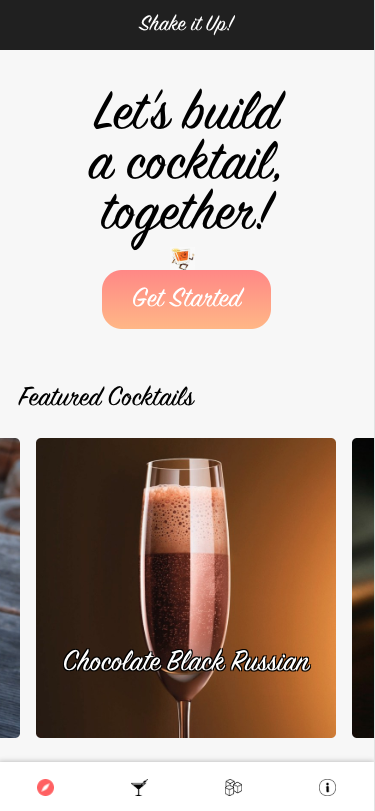 Shake it Up!
Let's build
a cocktail,
together!
Get Started
Featured Cocktails
Chocolate Black Russian